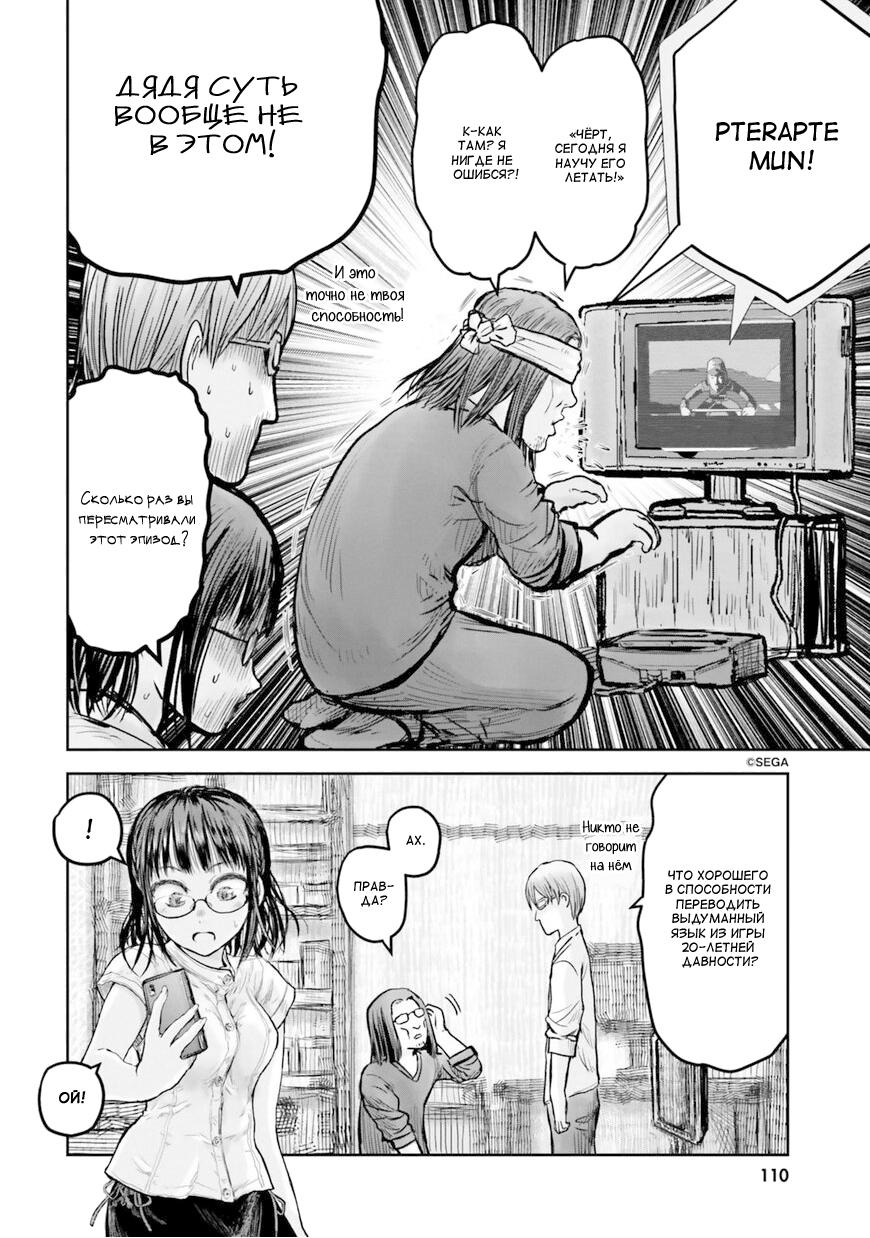 PTERAPTE
MUN!
«ЧЁРТ,
СЕГОДНЯ Я
НАУЧУ ЕГО
ЛЕТАТЬ!»
К-КАК
ТАМ? Я
НИГДЕ НЕ
ОШИБСЯ?!
ДЯДЯ СУТЬ
ВООБЩЕ НЕ
В ЭТОМ!
И это
точно не твоя
способность!
Сколько раз вы
пересматривали
этот эпизод?
©SEGA
ЧТО ХОРОШЕГО
В СПОСОБНОСТИ
ПЕРЕВОДИТЬ
ВЫДУМАННЫЙ
ЯЗЫК ИЗ ИГРЫ
20-ЛЕТНЕЙ
ДАВНОСТИ?
Никто не
говорит
на нём
АХ.
ПРАВ-
ДА?
!
ОЙ!
110